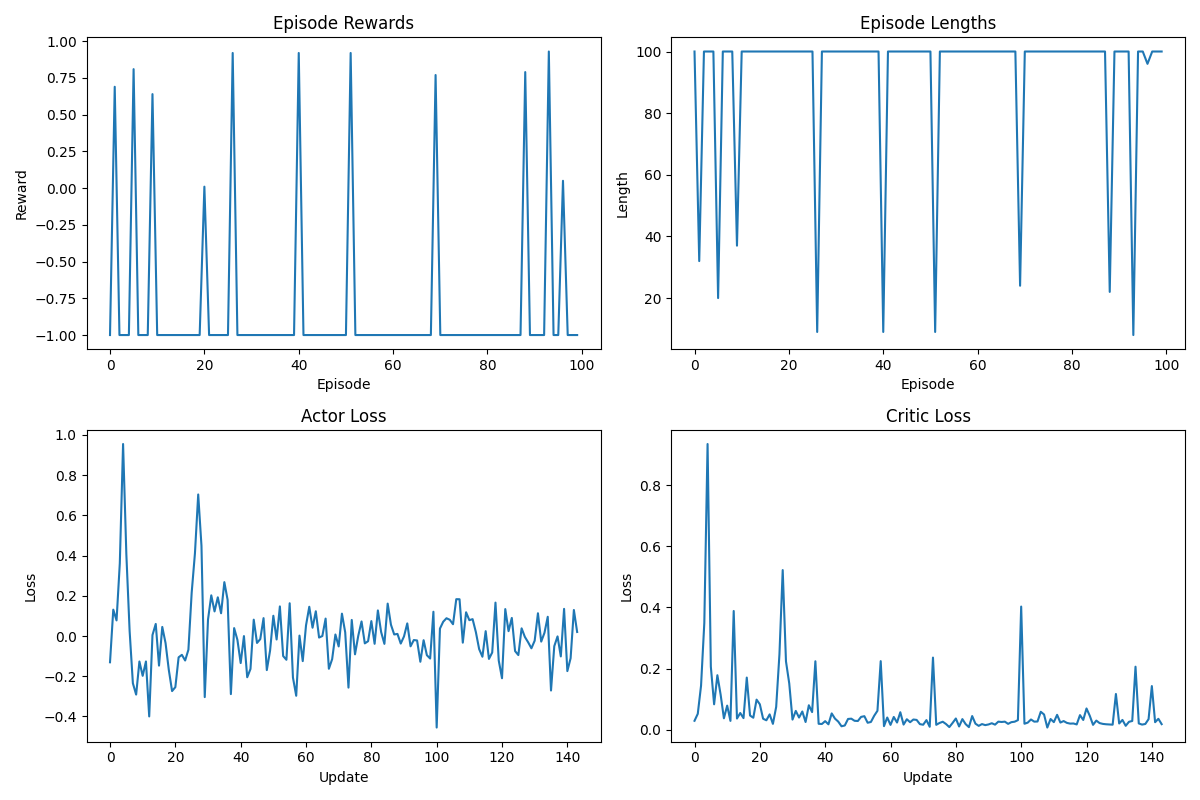 Episode Rewards
Reward
1.00
0.75
0.50
0.25
0.00
−0.25
−0.50
−0.75
−1.00
0 20 40 60 80 100
Episode
Episode Lengths
Length
100
80
60
40
20
0 20 40 60 80 100
Episode
Actor Loss
Loss
1.0
0.8
0.6
0.4
0.2
0.0
−0.2
−0.4
0 20 40 60 80 100 120 140
Update
Critic Loss
Loss
0.8
0.6
0.4
0.2
0.0
0 20 40 60 80 100 120 140
Update